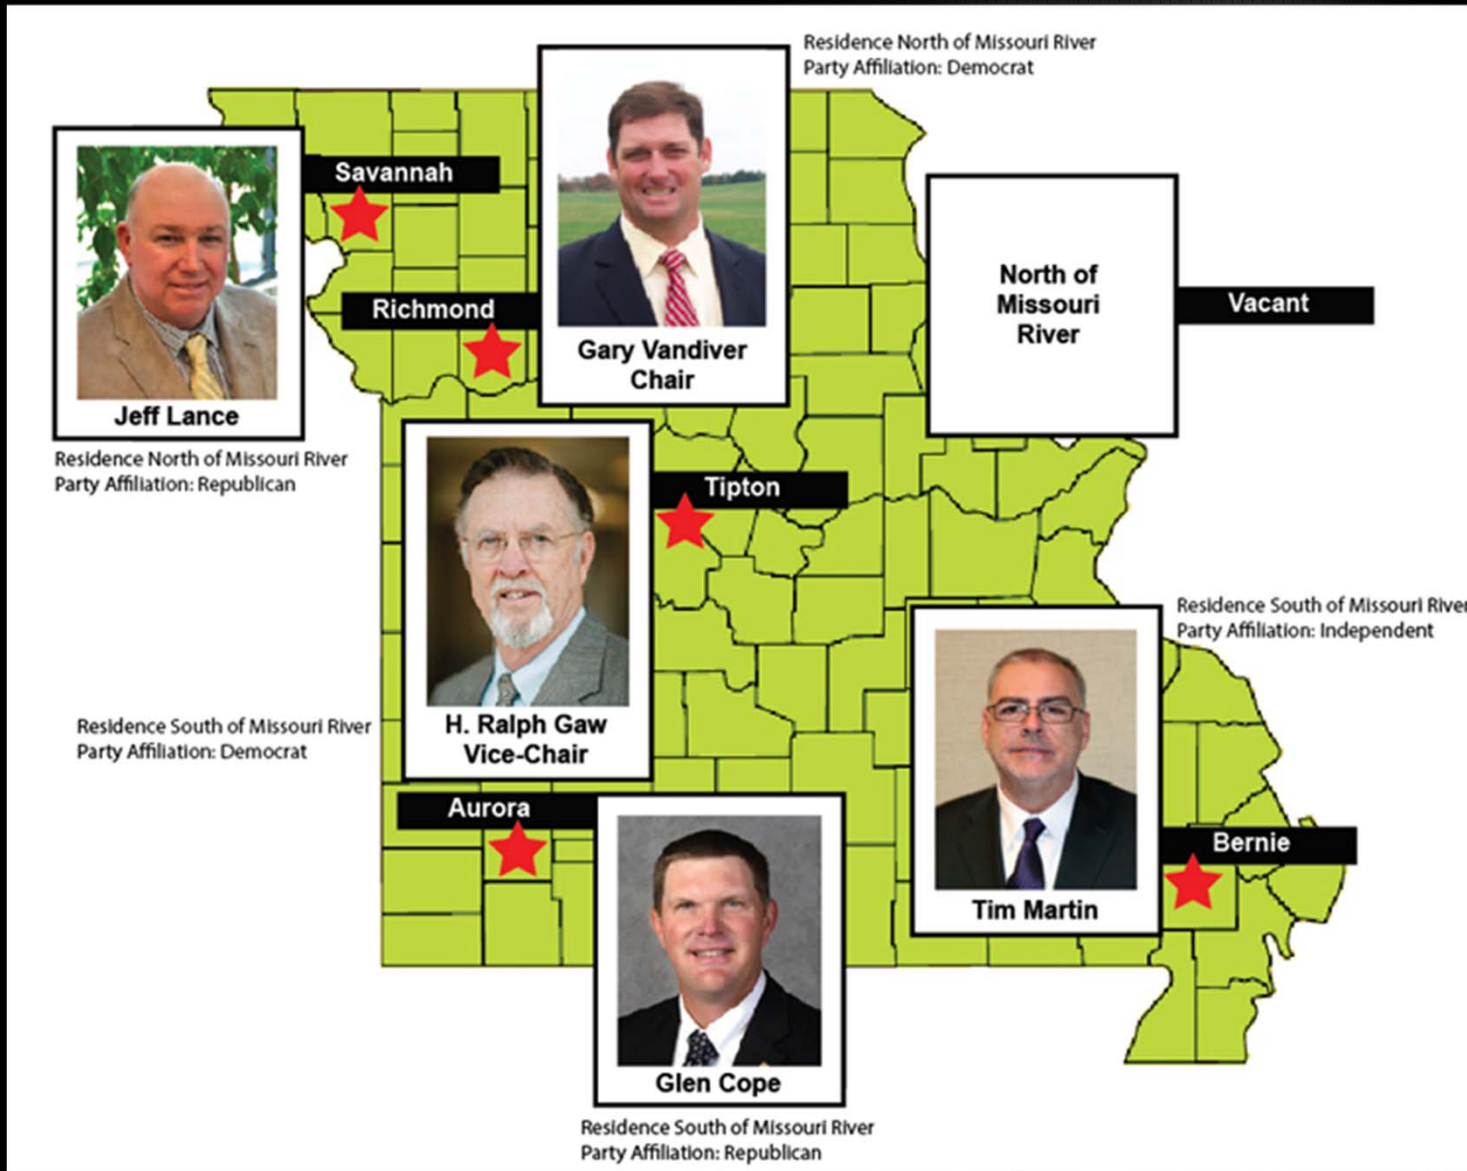 Residence North of Missouri River
Party Affiliation: Democrat
Savannah
Richmond
Gary Vandiver
Chair
Jeff Lance
Residence North of Missouri River
Party Affiliation: Republican
North of
Missouri
River
Vacant
Tipton
H. Ralph Gaw
Vice-Chair
Residence South of Missouri River
Party Affiliation: Democrat
Residence South of Missouri River
Party Affiliation: Independent
Tim Martin
Bernie
Aurora
Glen Cope
Residence South of Missouri River
Party Affiliation: Republican